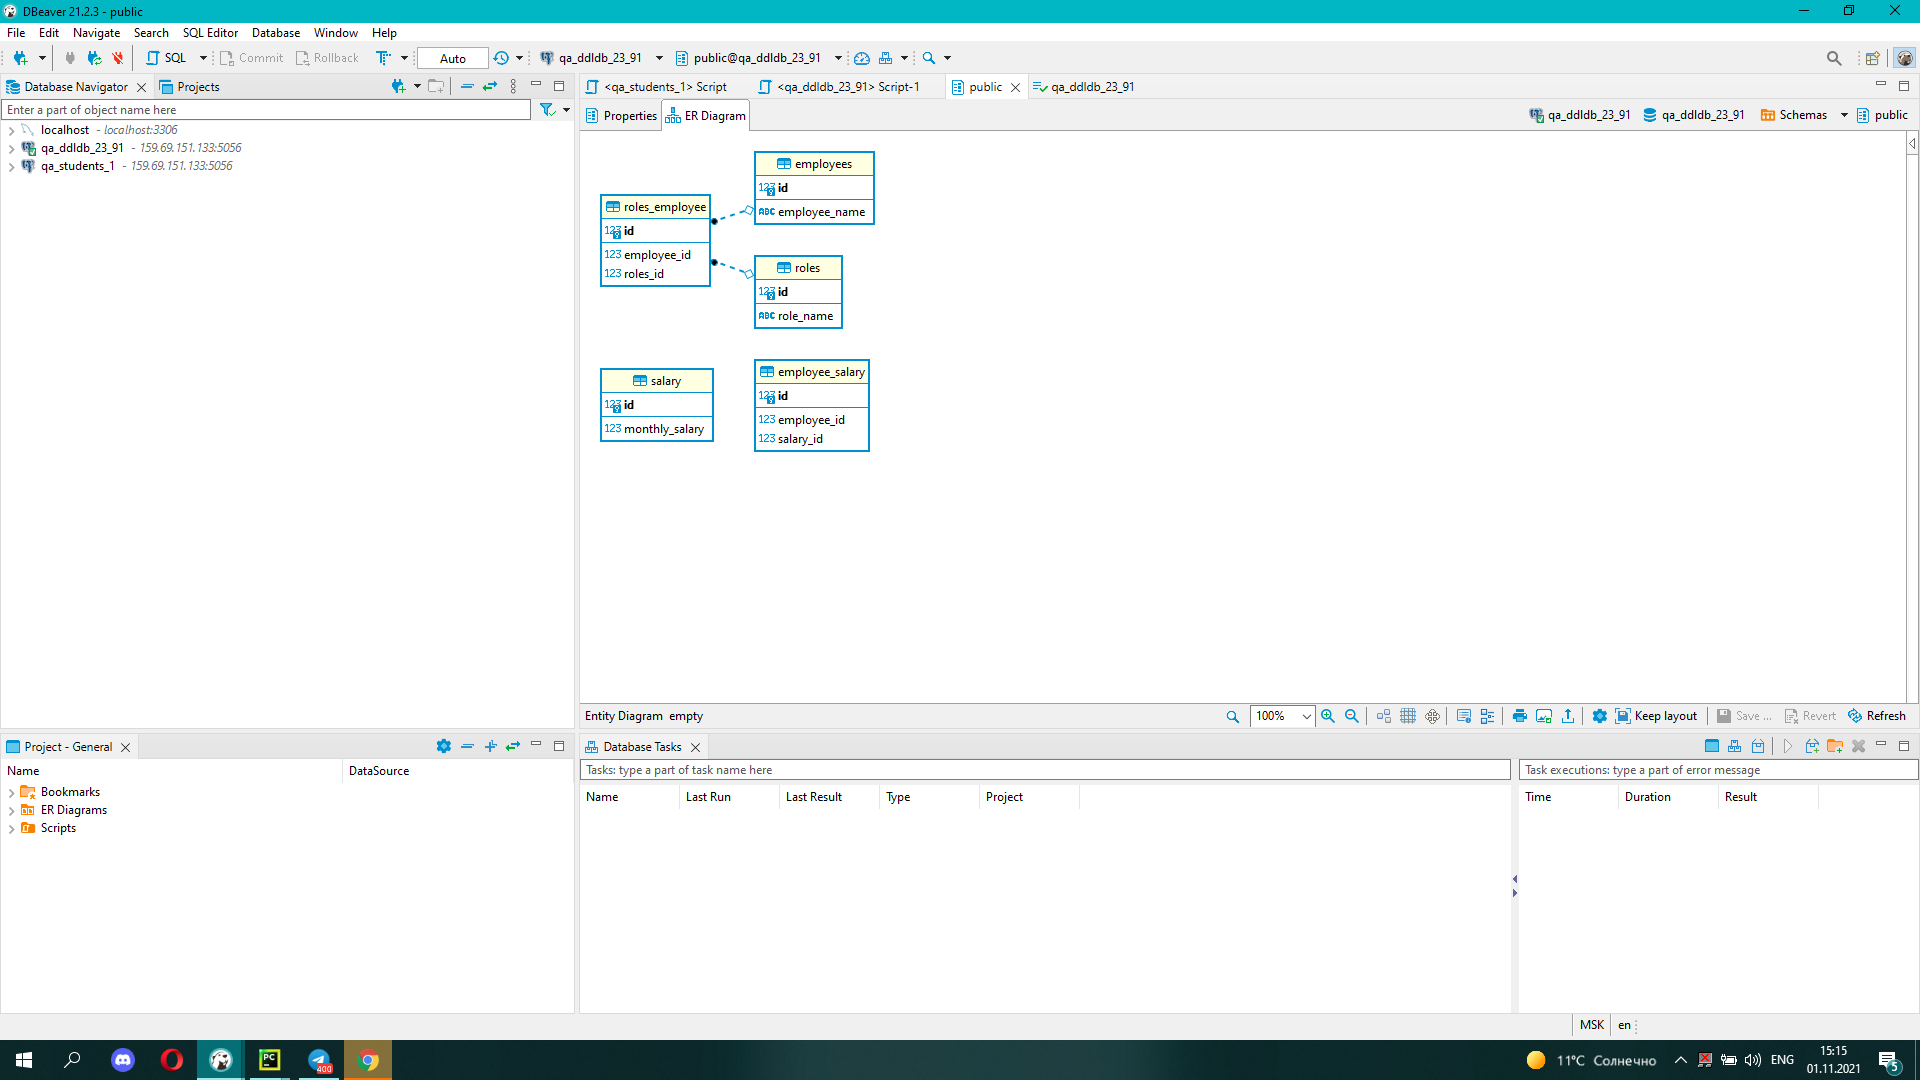 DBeaver 21.2.3 - public
File Edit Navigate Search SQL Editor Database Window Help
SQL Commit Rollback Auto qa_ddldb_23_91 public@qa_ddldb_23_91
Database Navigator Projects
Enter a part of object name here
localhost - localhost:3306
qa_ddldb_23_91 - 159.69.151.133:5056
qa_students_1 - 159.69.151.133:5056
<qa_students_1> Script <qa_ddldb_23_91> Script-1 public qa_ddldb_23_91
Properties ER Diagram qa_ddldb_23_91 qa_ddldb_23_91 Schemas public
employees
123 id
ABC employee_name
roles_employee
123 id
123 employee_id
123 roles_id
roles
123 id
ABC role_name
salary
123 id
123 monthly_salary
employee_salary
123 id
123 employee_id
123 salary_id
Entity Diagram empty 100% Keep layout Save ... Revert Refresh
Project - General
Name DataSource
Bookmarks
ER Diagrams
Scripts
Database Tasks
Tasks: type a part of task name here
Name Last Run Last Result Type Project
Task executions: type a part of error message
Time Duration Result
MSK en
PC 400 11°C Солнечно ENG 15:15
01.11.2021 5